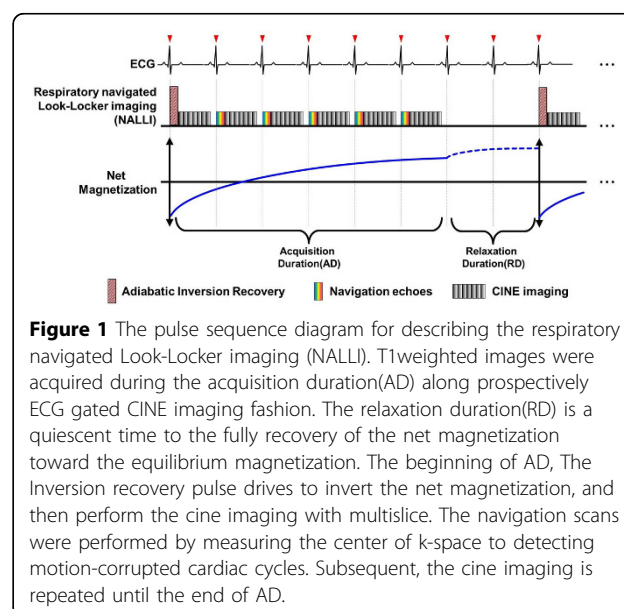 ECG
...
Respiratory navigated
Look-Locker imaging
(NALLI)
...
Net
Magnetization
...
Acquisition
Duration(AD)
Relaxation
Duration(RD)
Adiabatic Inversion Recovery
Navigation echoes
CINE imaging
Figure 1 The pulse sequence diagram for describing the respiratory
navigated Look-Locker imaging (NALLI). T1weighted images were
acquired during the acquisition duration(AD) along prospectively
ECG gated CINE imaging fashion. The relaxation duration(RD) is a
quiescent time to the fully recovery of the net magnetization
toward the equilibrium magnetization. The beginning of AD, The
Inversion recovery pulse drives to invert the net magnetization, and
then perform the cine imaging with multislice. The navigation scans
were performed by measuring the center of k-space to detecting
motion-corrupted cardiac cycles. Subsequent, the cine imaging is
repeated until the end of AD.